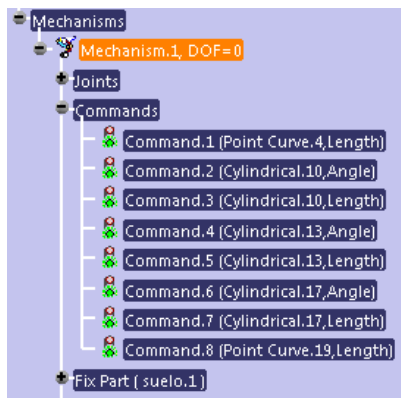 Mechanisms
Mechanism.1, DOF=0
Joints
Commands
Command.1 (Point Curve.4,Length)
Command.2 (Cylindrical.10,Angle)
Command.3 (Cylindrical.10,Length)
Command.4 (Cylindrical.13,Angle)
Command.5 (Cylindrical.13,Length)
Command.6 (Cylindrical.17,Angle)
Command.7 (Cylindrical.17,Length)
Command.8 (Point Curve.19,Length)
Fix Part ( suelo.1 )